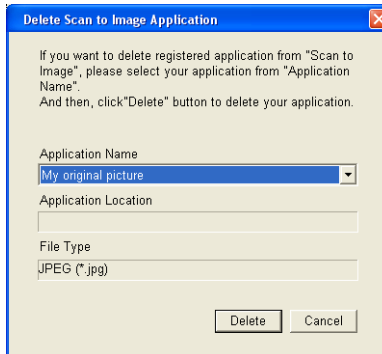 Delete Scan to Image Application
If you want to delete registered application from "Scan to
Image", please select your application from "Application
Name".
And then, click"Delete" button to delete your application.
Application Name
My original picture
Application Location
File Type
JPEG (*.jpg)
Delete Cancel